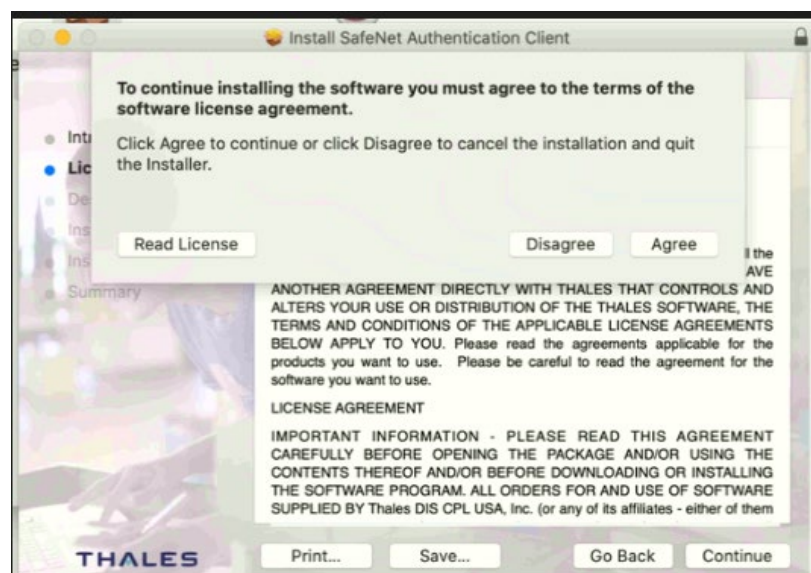 Install SafeNet Authentication Client
To continue installing the software you must agree to the terms of the
software license agreement.
Click Agree to continue or click Disagree to cancel the installation and quit
the Installer.
Read License
Disagree
Agree
Intr
Lic
De
Ins
Ins
Summary
ll the
AVE
ANOTHER AGREEMENT DIRECTLY WITH THALES THAT CONTROLS AND
ALTERS YOUR USE OR DISTRIBUTION OF THE THALES SOFTWARE, THE
TERMS AND CONDITIONS OF THE APPLICABLE LICENSE AGREEMENTS
BELOW APPLY TO YOU. Please read the agreements applicable for the
products you want to use. Please be careful to read the agreement for the
software you want to use.
LICENSE AGREEMENT
IMPORTANT INFORMATION - PLEASE READ THIS AGREEMENT
CAREFULLY BEFORE OPENING THE PACKAGE AND/OR USING THE
CONTENTS THEREOF AND/OR BEFORE DOWNLOADING OR INSTALLING
THE SOFTWARE PROGRAM. ALL ORDERS FOR AND USE OF SOFTWARE
SUPPLIED BY Thales DIS CPL USA, Inc. (or any of its affiliates - either of them
THALES
Print...
Save...
Go Back
Continue